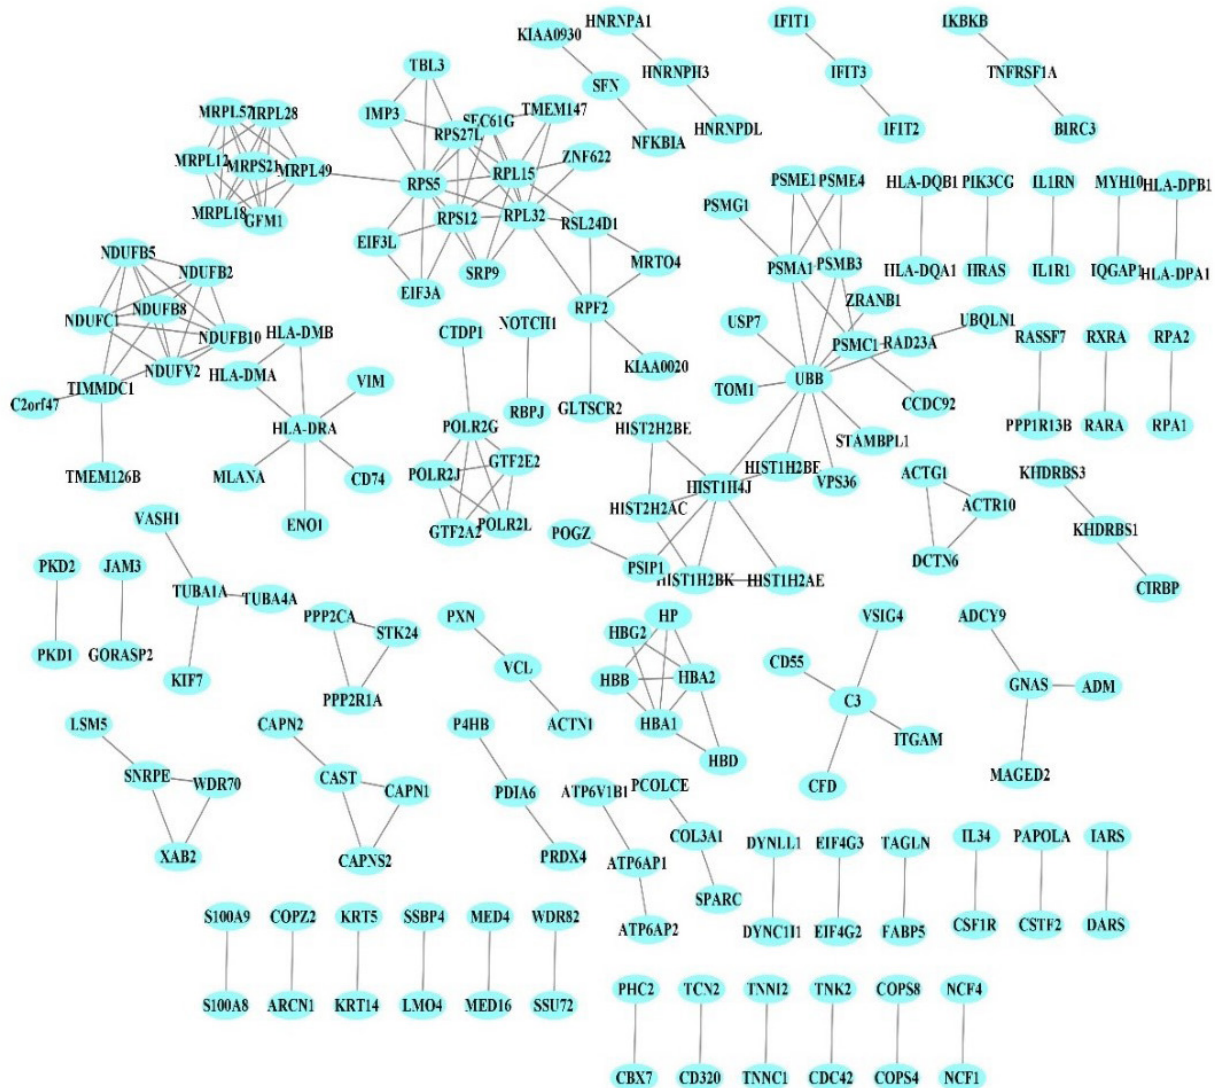 HNRNPA1
IFIT1
IKBKB
KIAA0930
TBL3
HNRNPH3
IFIT3
TNFRSF1A
SFN
MRPL57
MRPL28
IMP3
SEC61G
TMEM147
RPS27L
HNRNPDL
IFIT2
BIRC3
NFKBIA
MRPL12
MRPS21
MRPL49
ZNF622
RPL15
RPS5
PSME1
PSME4
HLA-DQB1
PIK3CG
IL1RN
MYH10
HLA-DPB1
PSMG1
MRPL18
GFM1
RPS12
RPL32
RSL24D1
EIF3L
SRP9
MRTO4
PSMA1
PSMB3
HLA-DQA1
HRAS
IL1R1
IQGAP1
HLA-DPA1
NDUFB5
NDUFB2
EIF3A
ZRANB1
NDUFB8
NDUFC1
NDUFB10
HLA-DMB
RPF2
CTDP1
NOTCH1
USP7
PSMC1
RAD23A
UBQLN1
RASSF7
RXRA
RPA2
NDUFV2
HLA-DMA
VIM
KIAA0020
TIMMDC1
UBB
TOM1
CCDC92
C2orf47
RBPJ
GLTSCR2
PPP1R13B
RARA
RPA1
HLA-DRA
POLR2G
HIST2H2BE
STAMBPL1
GTF2E2
TMEM126B
MLANA
CD74
POLR2J
HIST1H4J
HIST1H2BF
VPS36
ACTG1
KHDRBS3
HIST2H2AC
ACTR10
VASH1
ENO1
GTF2A2
POLR2L
POGZ
KHDRBS1
DCTN6
PKD2
JAM3
PSIP1
HIST1H2BK
HIST1H2AE
CIRBP
TUBA1A
TUBA4A
PPP2CA
STK24
PXN
HP
HBG2
VSIG4
ADCY9
PKD1
GORASP2
KIF7
VCL
HBB
HBA2
CD55
GNAS
ADM
PPP2R1A
C3
LSM5
CAPN2
P4HB
ACTN1
HBA1
ITGAM
HBD
SNRPE
WDR70
CAST
CAPN1
PDIA6
ATP6V1B1
PCOLCE
CFD
MAGED2
COL3A1
DYNLL1
EIF4G3
TAGLN
IL34
PAPOLA
IARS
XAB2
CAPNS2
PRDX4
ATP6AP1
SPARC
S100A9
COPZ2
KRT5
SSBP4
MED4
WDR82
ATP6AP2
DYNC1I1
EIF4G2
FABP5
CSF1R
CSTF2
DARS
S100A8
ARCN1
KRT14
LMO4
MED16
SSU72
PHC2
TCN2
TNNI2
TNK2
COPS8
NCF4
CBX7
CD320
TNNC1
CDC42
COPS4
NCF1